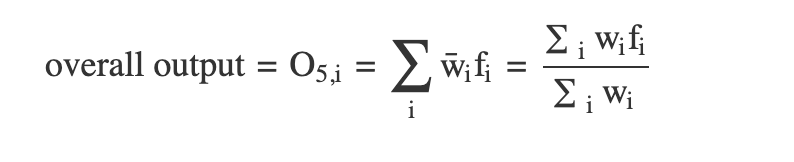 overall output = O₅,ᵢ = ∑ᵢ w̄ᵢfᵢ = (∑ ᵢ wᵢfᵢ) / (∑ ᵢ wᵢ)